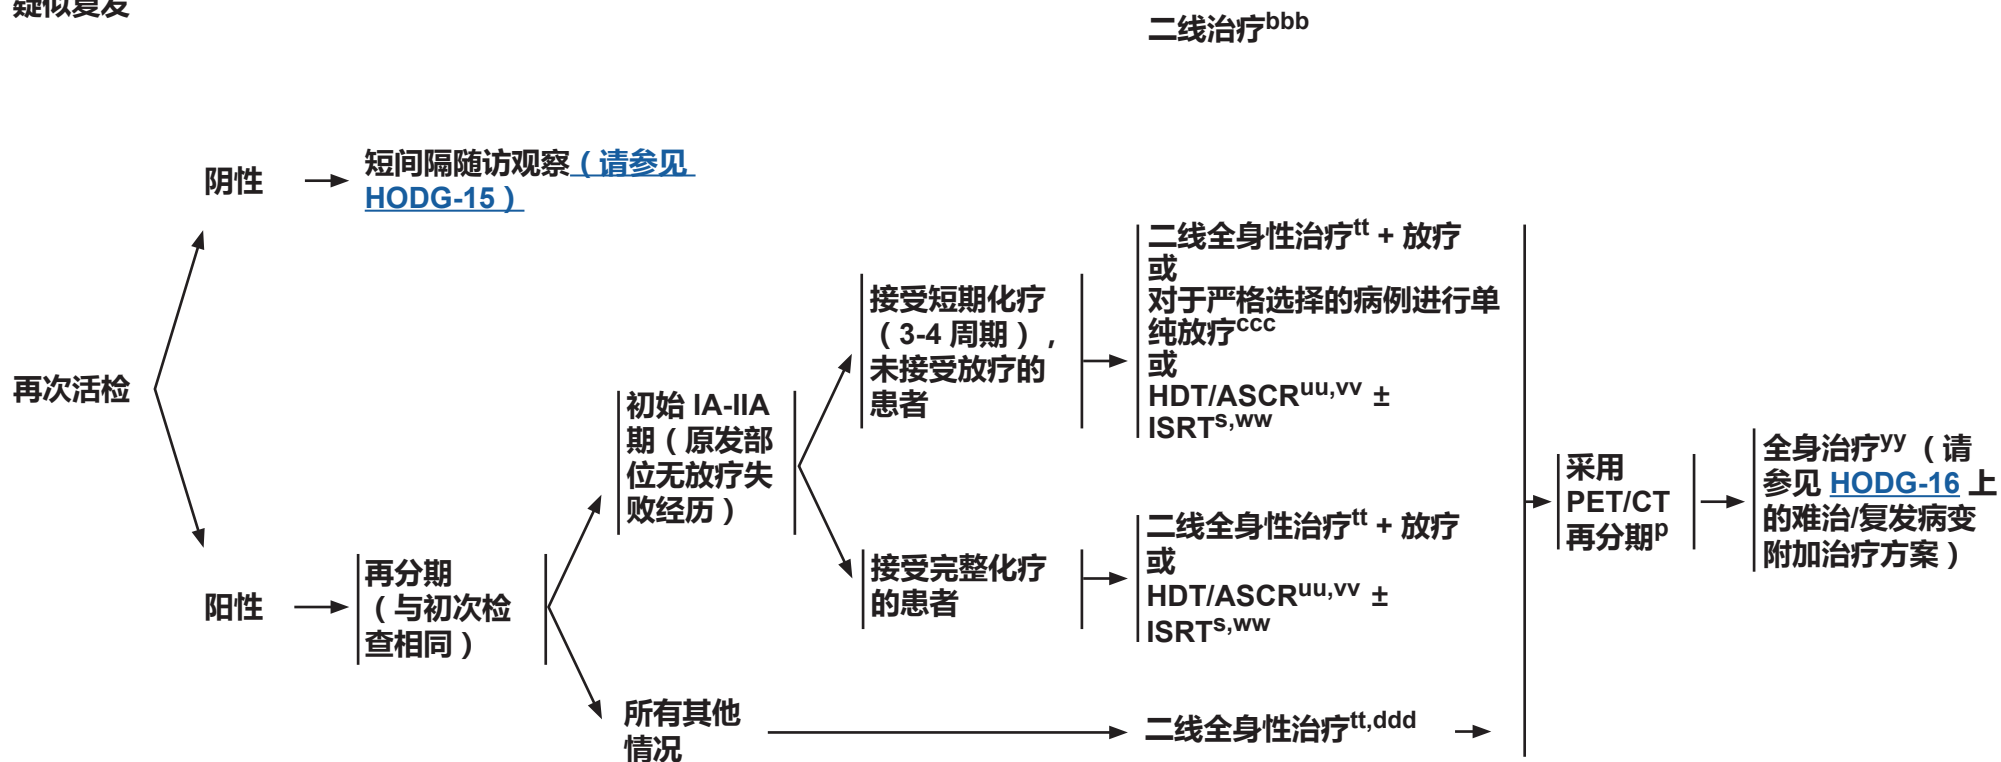 疑似复发
二线治疗bbb
阴性
短间隔随访观察（请参见
HODG-15）
再次活检
阳性
再分期
（与初次检
查相同）
初始 IA-IIA
期（原发部
位无放疗失
败经历）
接受短期化疗
（3-4 周期），
未接受放疗的
患者
二线全身性治疗tt + 放疗
或
对于严格选择的病例进行单
纯放疗ccc
或
HDT/ASCRuu,vv ±
ISRTs,ww
接受完整化疗
的患者
二线全身性治疗tt + 放疗
或
HDT/ASCRuu,vv ±
ISRTs,ww
所有其他
情况
二线全身性治疗tt,ddd
采用
PET/CT
再分期p
全身治疗yy（请
参见 HODG-16 上
的难治/复发病变
附加治疗方案）